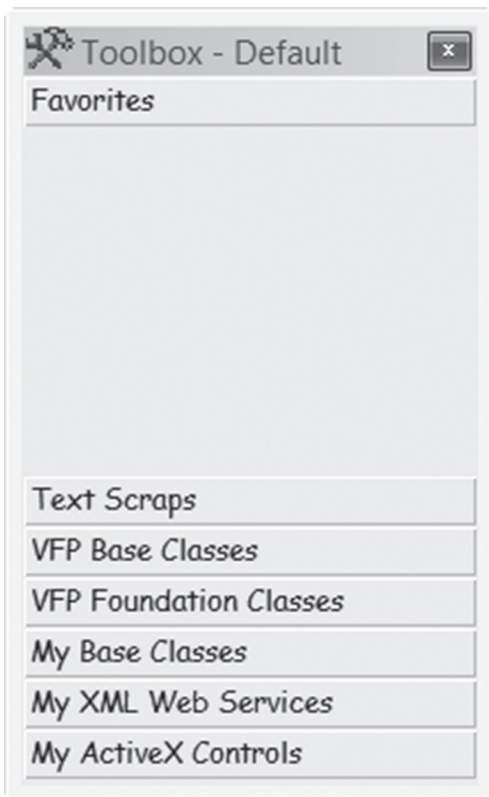 Toolbox - Default
x
Favorites
Text Scraps
VFP Base Classes
VFP Foundation Classes
My Base Classes
My XML Web Services
My ActiveX Controls